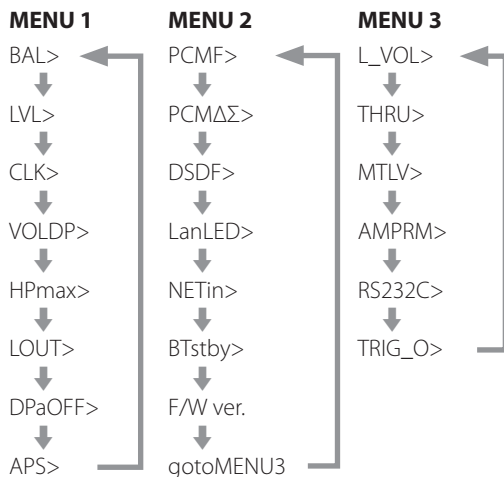 MENU 1
BAL>
LVL>
CLK>
VOLDP>
HPmax>
LOUT>
DPaOFF>
APS>
MENU 2
PCMF>
PCMΔΣ>
DSDF>
LanLED>
NETin>
BTstby>
F/W ver.
gotoMENU3
MENU 3
L_VOL>
THRU>
MTLV>
AMPRM>
RS232C>
TRIG_O>